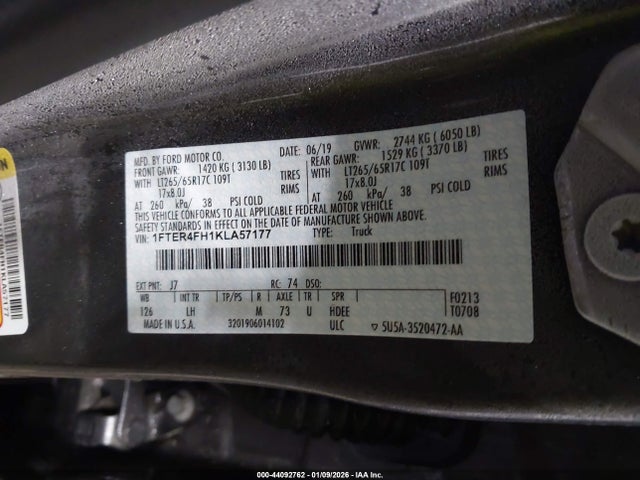 MFD. BY FORD MOTOR CO.
DATE: 06/19 GVWR: 2744 KG ( 6050 LB)
FRONT GAWR: 1420 KG ( 3130 LB)
REAR GAWR: 1529 KG ( 3370 LB)
WITH LT265/65R17C 109T TIRES
17x8.0J RIMS
AT 260 kPa/ 38 PSI COLD
WITH LT265/65R17C 109T TIRES
17x8.0J RIMS
AT 260 kPa/ 38 PSI COLD
THIS VEHICLE CONFORMS TO ALL APPLICABLE FEDERAL MOTOR VEHICLE
SAFETY STANDARDS IN EFFECT ON THE DATE OF MANUFACTURE SHOWN ABOVE.
VIN: 1FTER4FH1KLA57177 TYPE: Truck
EXT PNT: J7 RC: 74 DSO:
WB INT TR TP/PS R AXLE TR SPR F0213
126 LH M 73 U HDEE T0708
MADE IN U.S.A. 3201906014102 ULC 5U5A-3520472-AA
000-44092762 - 01/09/2026 - IAAI.COM